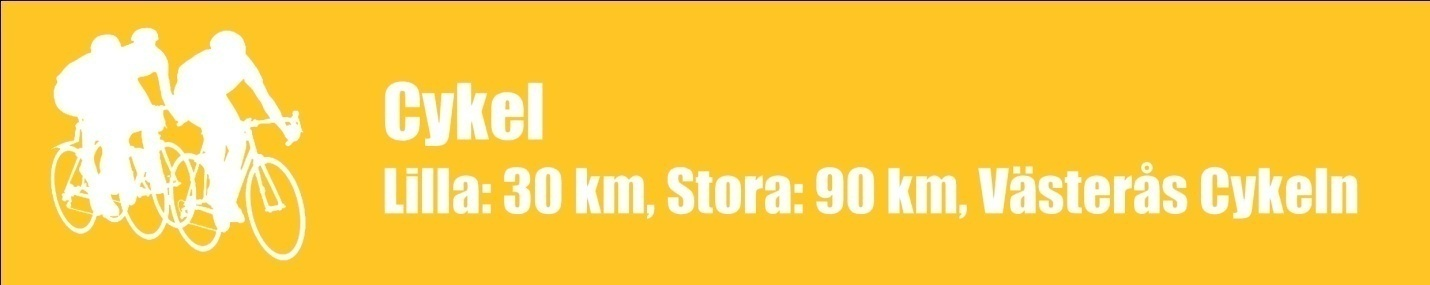 Cykel
Lilla: 30 km, Stora: 90 km, Västerås Cykeln